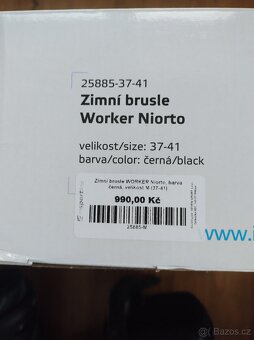 25885-37-41
Zimní brusle
Worker Niorto
velikost/size: 37-41
barva/color: černá/black
Zimní brusle WORKER Niorto, barva
černá, velikost M (37-41)
990,00 Kč
25885-M
www.i
Bazos.cz